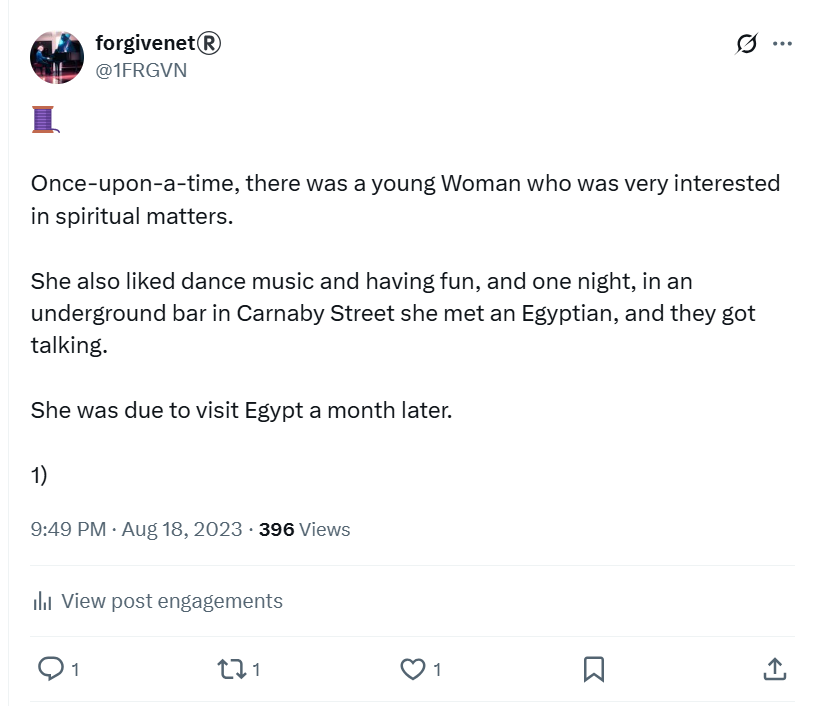 forgivenet®
@1FRGVN
Once-upon-a-time, there was a young Woman who was very interested
in spiritual matters.
She also liked dance music and having fun, and one night, in an
underground bar in Carnaby Street she met an Egyptian, and they got
talking.
She was due to visit Egypt a month later.
1)
9:49 PM · Aug 18, 2023 · 396 Views
View post engagements
1 1 1